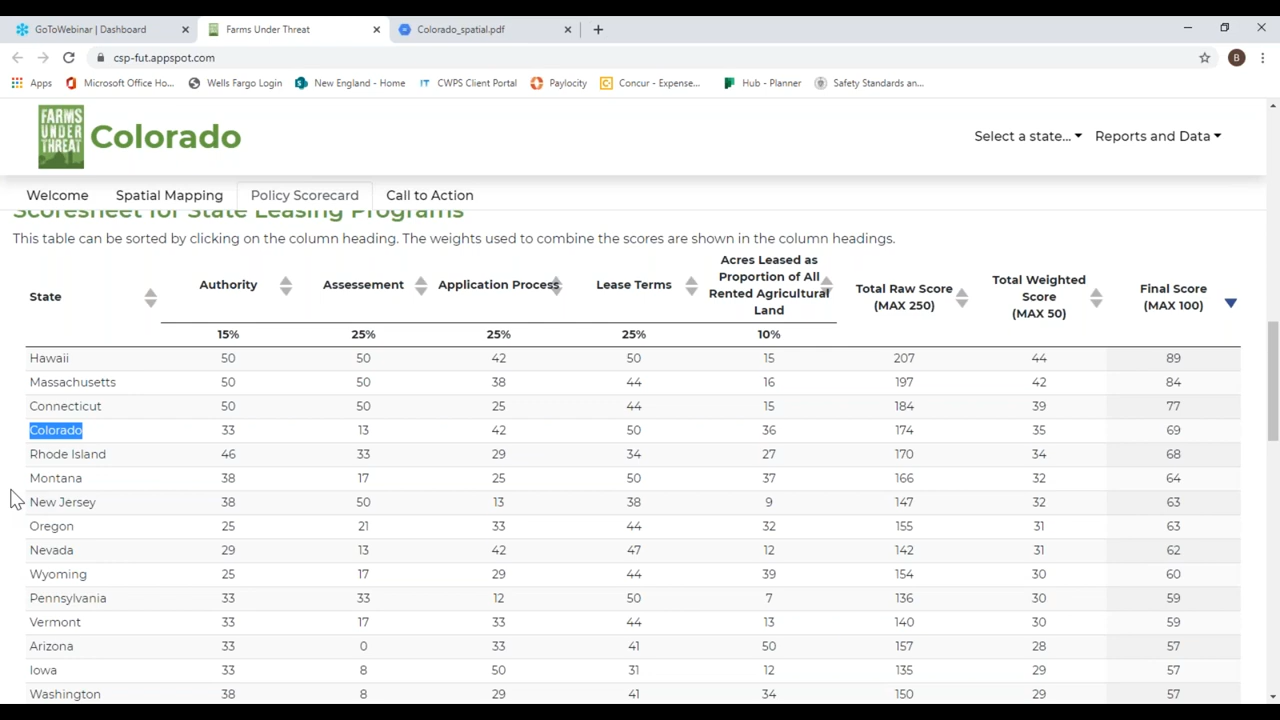 GoToWebinar | Dashboard Farms Under Threat Colorado_spatial.pdf
csp-fut.appspot.com B
Apps Microsoft Office Ho... Wells Fargo Login New England - Home IT CWPS Client Portal Paylocity Concur - Expense... Hub - Planner Safety Standards an...
FARMS
UNDER
THREAT
Colorado
Select a state... Reports and Data
Welcome Spatial Mapping Policy Scorecard Call to Action
Scoresheet for State Leasing Programs
This table can be sorted by clicking on the column heading. The weights used to combine the scores are shown in the column headings.
State Authority Assessement Application Process Lease Terms Acres Leased as Proportion of All Rented Agricultural Land Total Raw Score (MAX 250) Total Weighted Score (MAX 50) Final Score (MAX 100)
15% 25% 25% 25% 10%
Hawaii 50 50 42 50 15 207 44 89
Massachusetts 50 50 38 44 16 197 42 84
Connecticut 50 50 25 44 15 184 39 77
Colorado 33 13 42 50 36 174 35 69
Rhode Island 46 33 29 34 27 170 34 68
Montana 38 17 25 50 37 166 32 64
New Jersey 38 50 13 38 9 147 32 63
Oregon 25 21 33 44 32 155 31 63
Nevada 29 13 42 47 12 142 31 62
Wyoming 25 17 29 44 39 154 30 60
Pennsylvania 33 33 12 50 7 136 30 59
Vermont 33 17 33 44 13 140 30 59
Arizona 33 0 33 41 50 157 28 57
Iowa 33 8 50 31 12 135 29 57
Washington 38 8 29 41 34 150 29 57